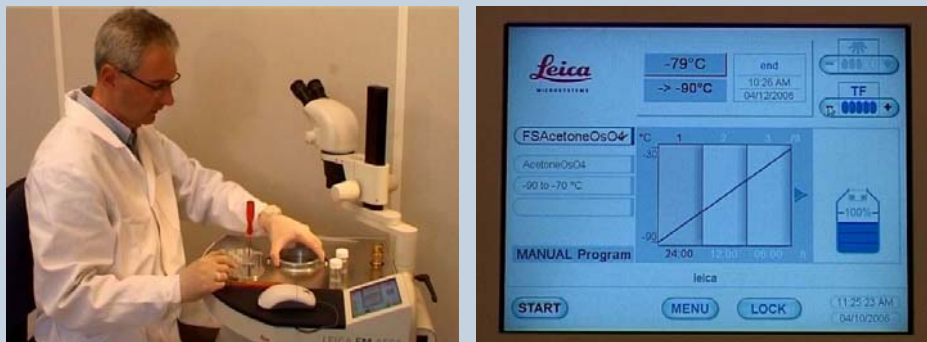 LEICA EM
Leica
MICROSYSTEMS
-79°C
-> -90°C
end
10:26 AM
04/12/2006
TF
- +
FSAcetoneOsO4
AcetoneOsO4
-90 to -70 °C
°C 1 2 3
-30
-90
24:00 12:00 06:00 h
100%
MANUAL Program
leica
START
MENU
LOCK
11:25:23 AM
04/10/2006